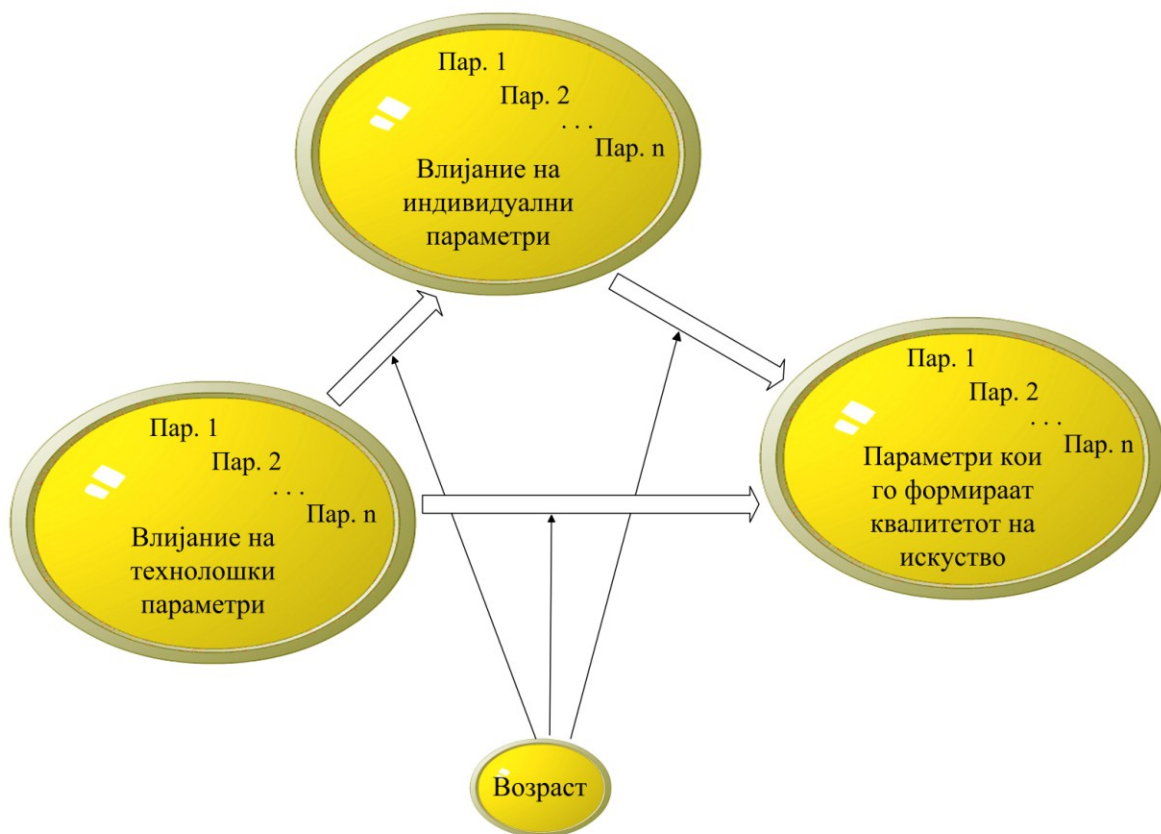 Пар. 1
Пар. 2
. . .
Пар. n
Влијание на
индивидуални
параметри
Пар. 1
Пар. 2
. . .
Пар. n
Влијание на
технолошки
параметри
Пар. 1
Пар. 2
. . .
Пар. n
Параметри кои
го формираат
квалитетот на
искуство
Возраст